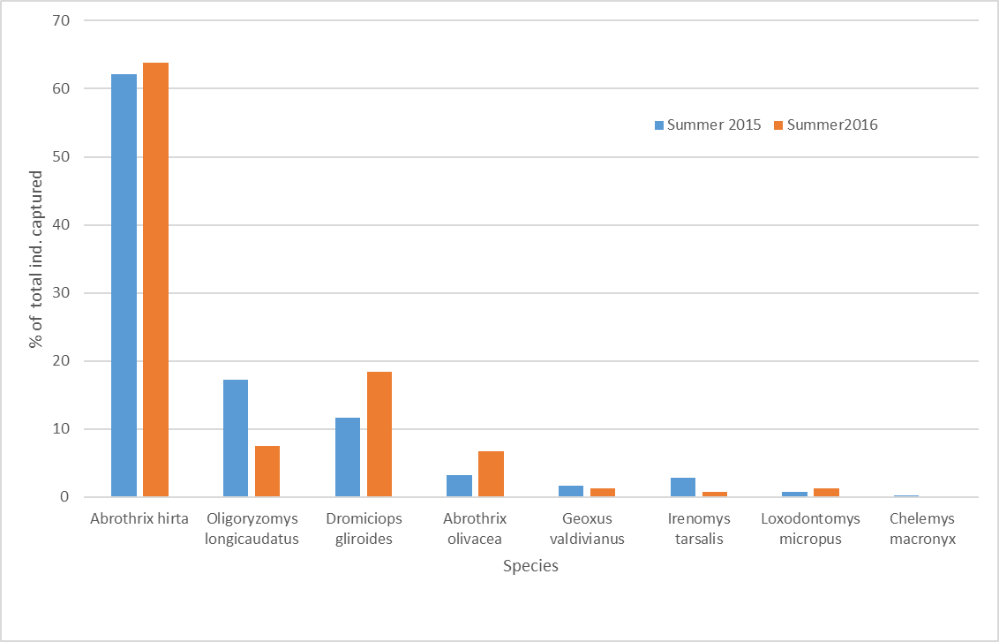 70
60
50
40
30
20
10
0
% of total ind. captured
Summer 2015
Summer2016
Abrothrix hirta
Oligoryzomys
longicaudatus
Dromiciops
gliroides
Abrothrix
olivacea
Geoxus
valdivianus
Irenomys
tarsalis
Loxodontomys
micropus
Chelemys
macronyx
Species